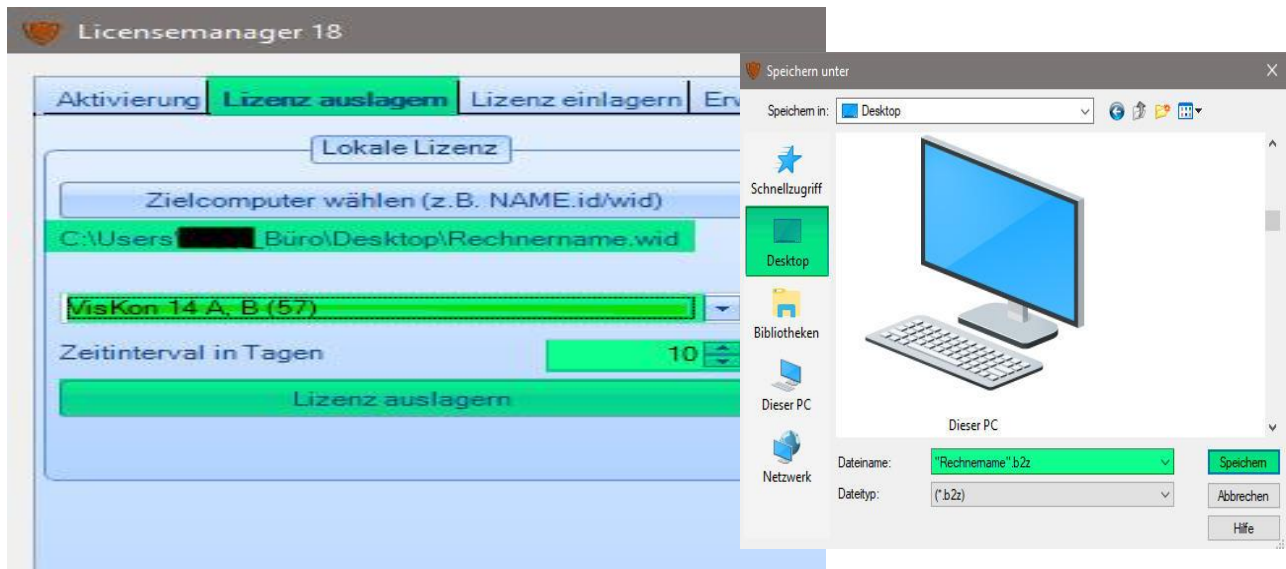 Licensemanager 18
Aktivierung Lizenz auslagern Lizenz einlagern Erw
Lokale Lizenz
Zielcomputer wählen (z.B. NAME.id/wid)
C:\Users\ _Büro\Desktop\Rechnername.wid
VisKon 14 A, B (57)
Zeitinterval in Tagen 10
Lizenz auslagern
Speichern unter
Speichern in: Desktop
Schnellzugriff
Desktop
Bibliotheken
Dieser PC
Netzwerk
Dieser PC
Dateiname: "Rechnername".b2z Speichern
Dateityp: (*.b2z) Abbrechen
Hilfe